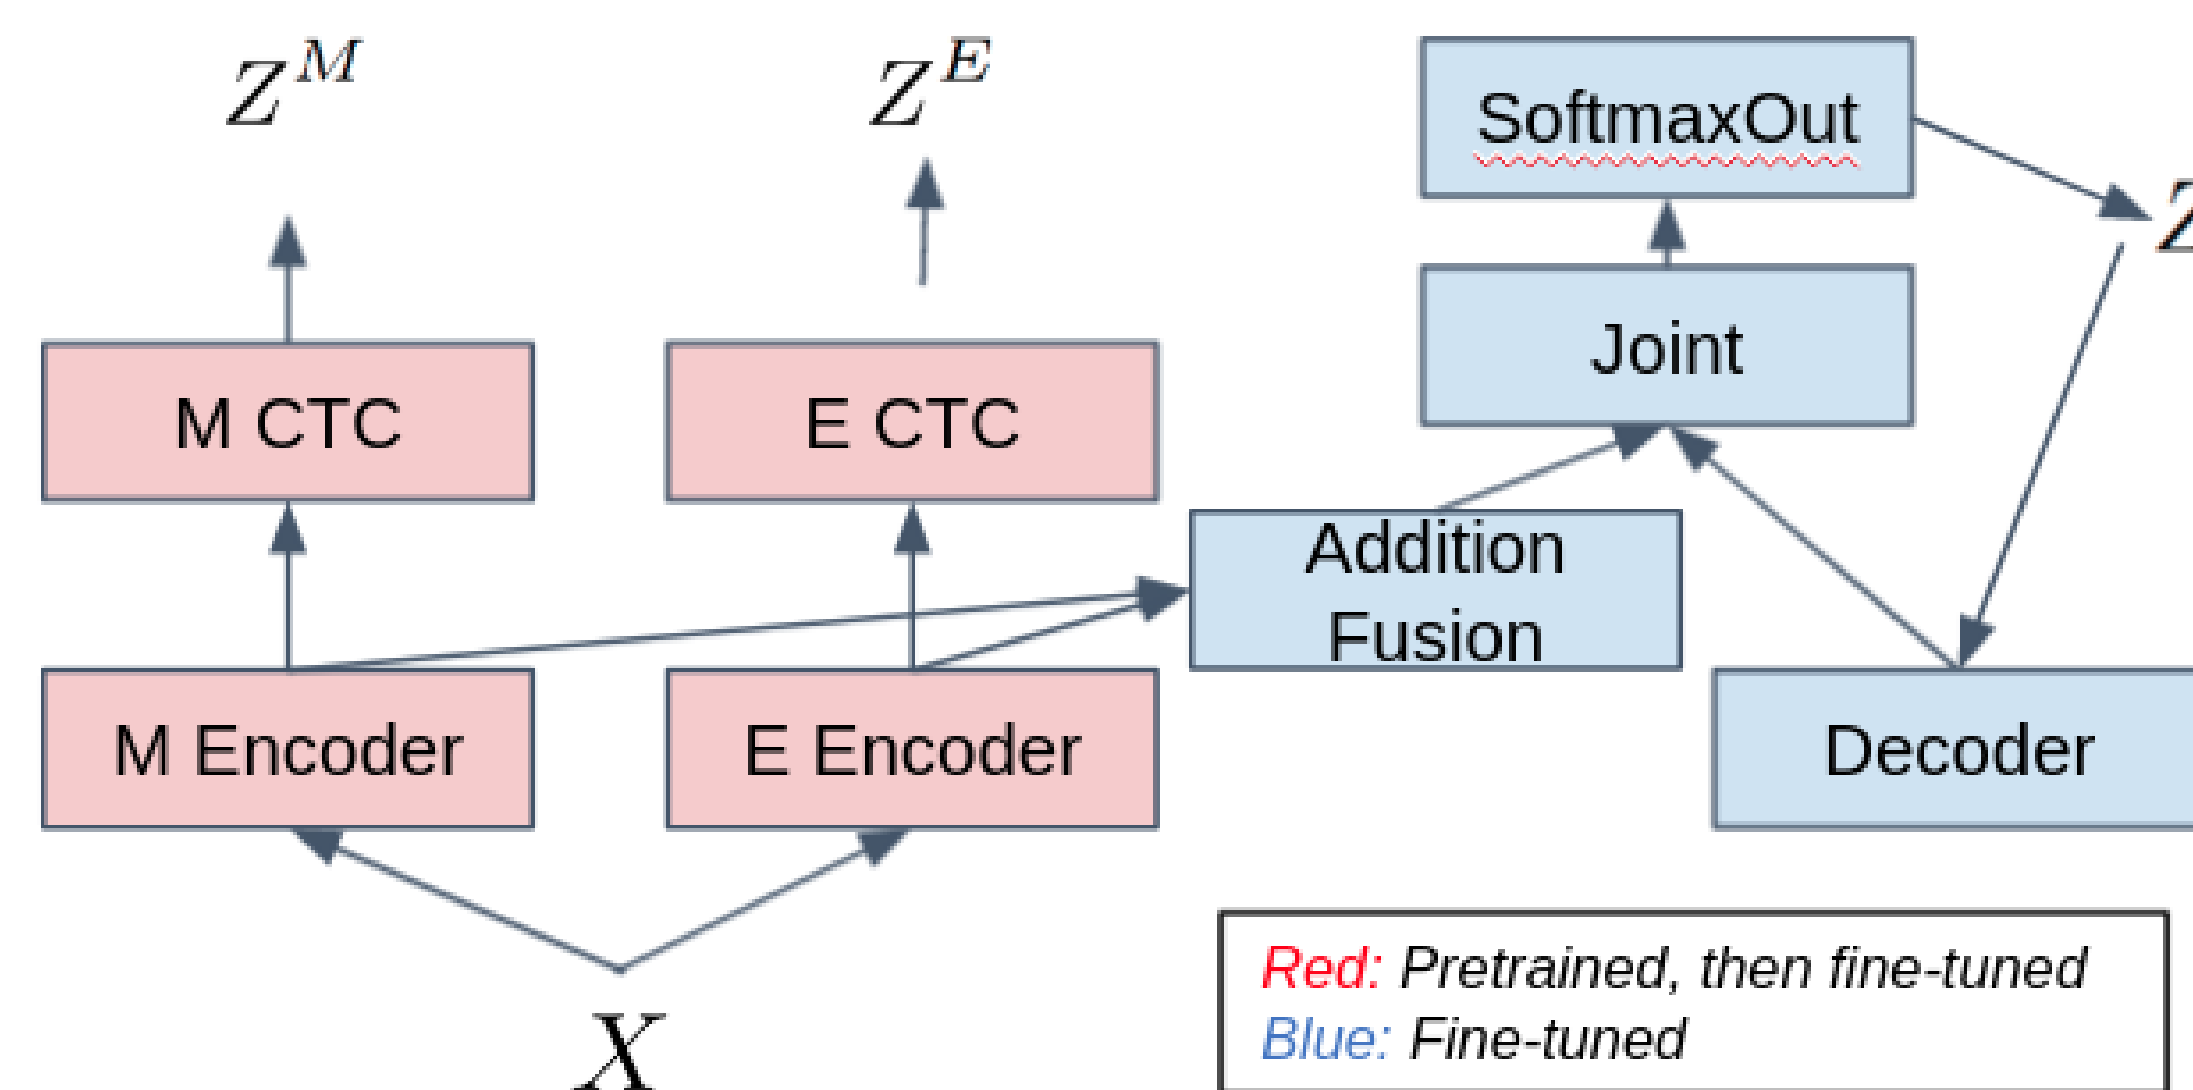 Z^M
Z^E
SoftmaxOut
Z
Joint
M CTC
E CTC
Addition
Fusion
M Encoder
E Encoder
Decoder
X
Red: Pretrained, then fine-tuned
Blue: Fine-tuned